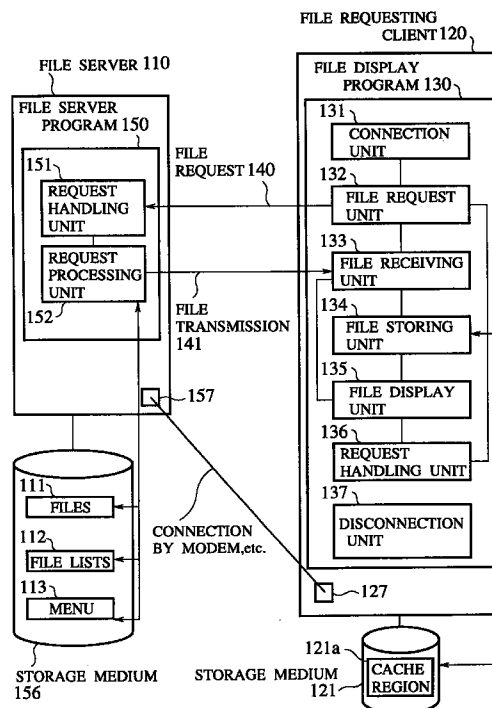 FILE REQUESTING
CLIENT 120
FILE SERVER 110
FILE DISPLAY
PROGRAM 130
FILE SERVER
PROGRAM 150
131
CONNECTION
UNIT
151
REQUEST
HANDLING
UNIT
FILE
REQUEST 140
132
FILE REQUEST
UNIT
REQUEST
PROCESSING
UNIT
152
133
FILE RECEIVING
UNIT
FILE
TRANSMISSION
141
134
FILE STORING
UNIT
135
FILE DISPLAY
UNIT
157
136
REQUEST
HANDLING UNIT
111
FILES
137
DISCONNECTION
UNIT
CONNECTION
BY MODEM,etc.
112
FILE LISTS
113
MENU
127
STORAGE MEDIUM
156
121a
CACHE
REGION
STORAGE MEDIUM
121